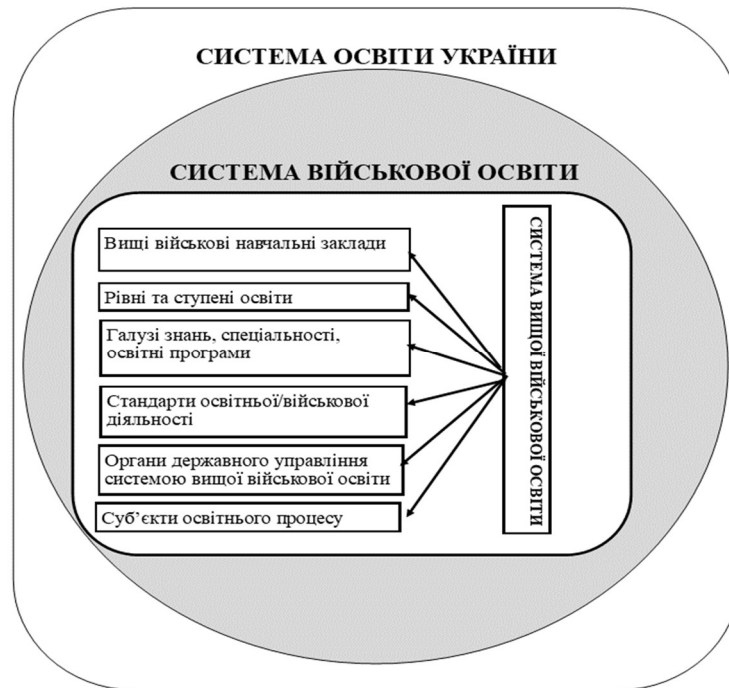 СИСТЕМА ОСВІТИ УКРАЇНИ
СИСТЕМА ВІЙСЬКОВОЇ ОСВІТИ
Вищі військові навчальні заклади
Рівні та ступені освіти
Галузі знань, спеціальності,
освітні програми
Стандарти освітньої/військової
діяльності
Органи державного управління
системою вищої військової освіти
Суб’єкти освітнього процесу
СИСТЕМА ВИЩОЇ ВІЙСЬКОВОЇ ОСВІТИ